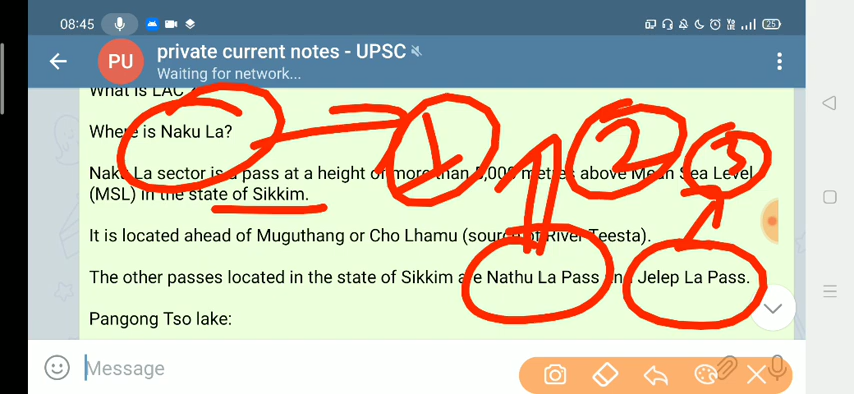 08:45
25
PU
private current notes - UPSC
Waiting for network...
What is LAC
Where is Naku La?
Naku La sector is a pass at a height of more than 5,000 metres above Mean Sea Level
(MSL) in the state of Sikkim.
It is located ahead of Muguthang or Cho Lhamu (source of River Teesta).
The other passes located in the state of Sikkim are Nathu La Pass and Jelep La Pass.
Pangong Tso lake:
1
2
3
Message